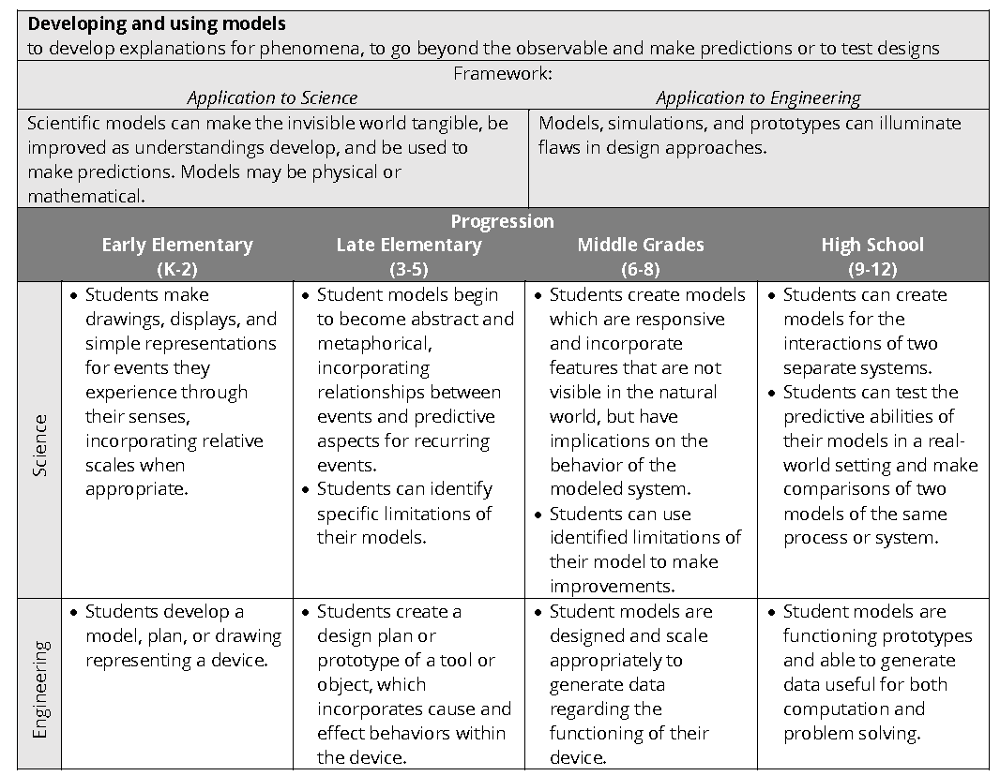 Developing and using models
to develop explanations for phenomena, to go beyond the observable and make predictions or to test designs
Framework:
Application to Science
Application to Engineering
Scientific models can make the invisible world tangible, be
improved as understandings develop, and be used to
make predictions. Models may be physical or
mathematical.
Models, simulations, and prototypes can illuminate
flaws in design approaches.
Progression
Early Elementary
(K-2)
Late Elementary
(3-5)
Middle Grades
(6-8)
High School
(9-12)
Science
• Students make
drawings, displays, and
simple representations
for events they
experience through
their senses,
incorporating relative
scales when
appropriate.
• Student models begin
to become abstract and
metaphorical,
incorporating
relationships between
events and predictive
aspects for recurring
events.
• Students can identify
specific limitations of
their models.
• Students create models
which are responsive
and incorporate
features that are not
visible in the natural
world, but have
implications on the
behavior of the
modeled system.
• Students can use
identified limitations of
their model to make
improvements.
• Students can create
models for the
interactions of two
separate systems.
• Students can test the
predictive abilities of
their models in a real-
world setting and make
comparisons of two
models of the same
process or system.
Engineering
• Students develop a
model, plan, or drawing
representing a device.
• Students create a
design plan or
prototype of a tool or
object, which
incorporates cause and
effect behaviors within
the device.
• Student models are
designed and scale
appropriately to
generate data
regarding the
functioning of their
device.
• Student models are
functioning prototypes
and able to generate
data useful for both
computation and
problem solving.